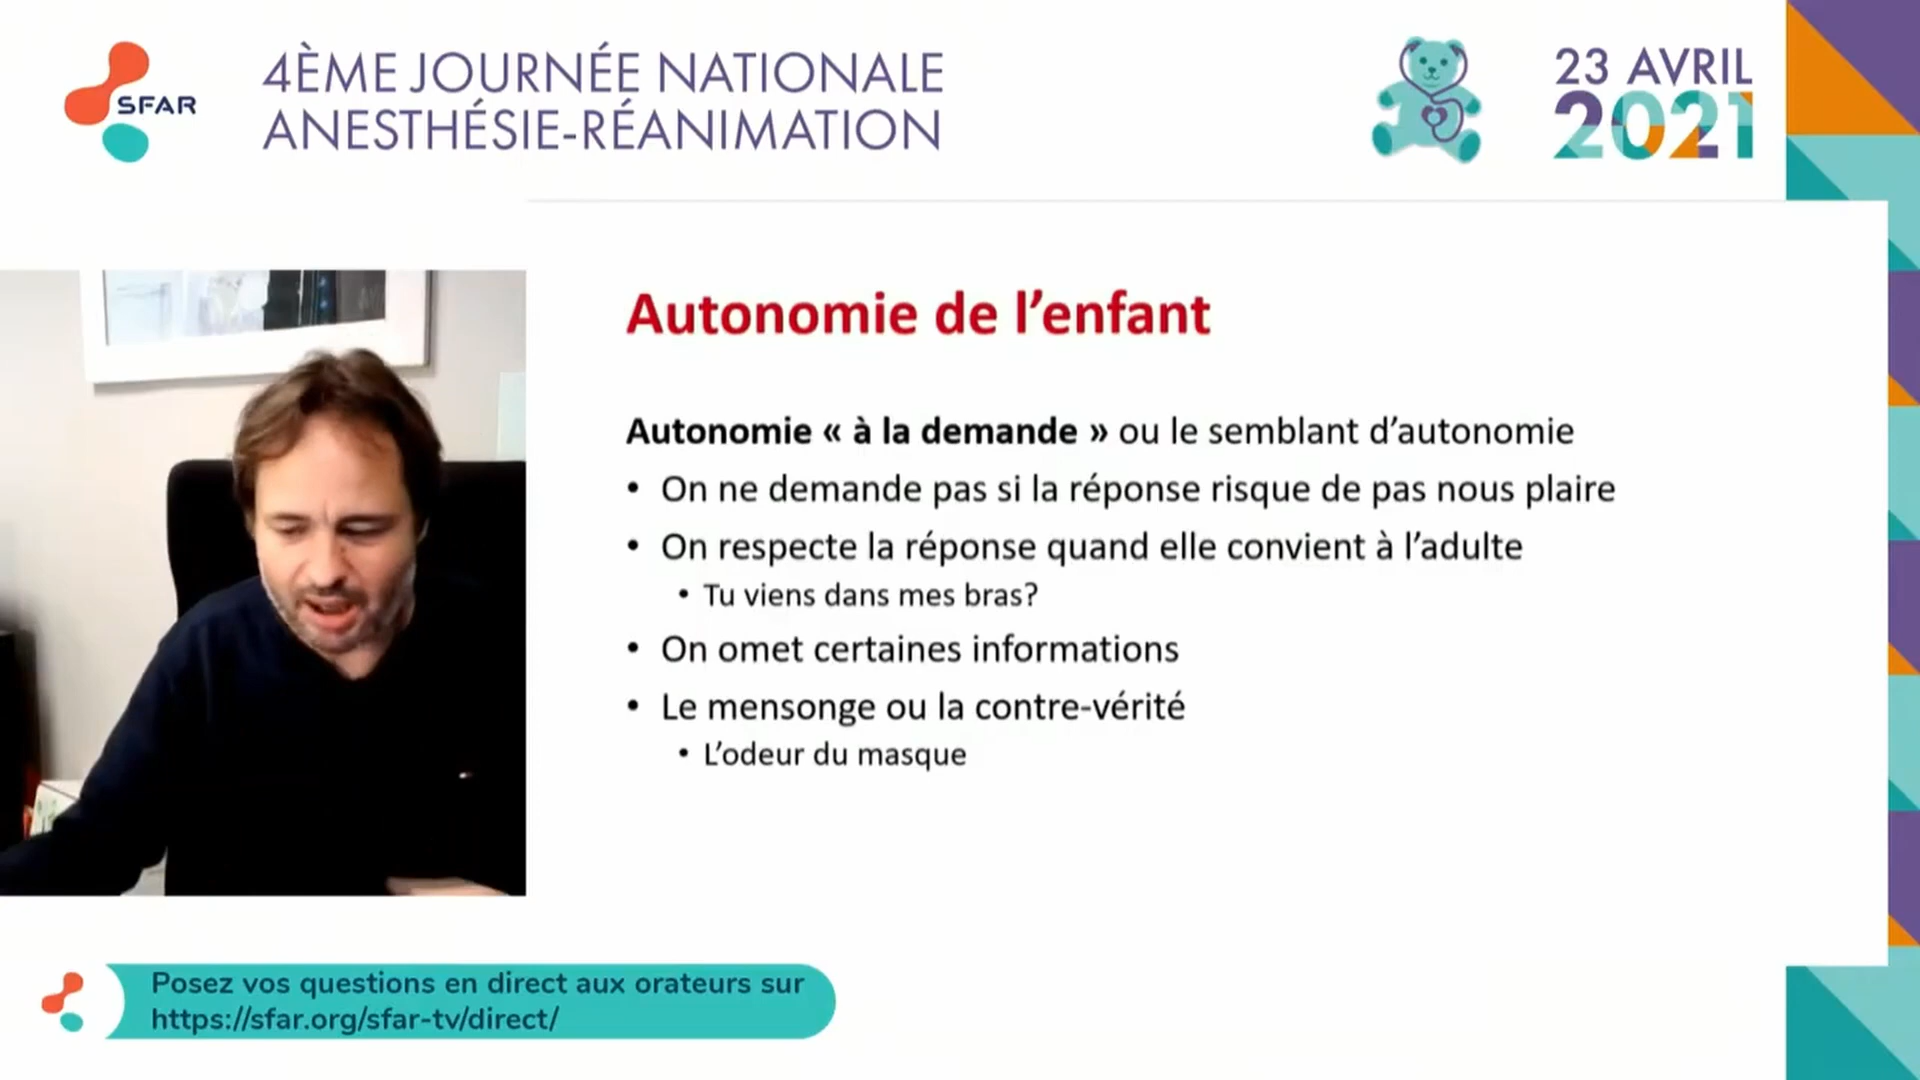 SFAR
4ÈME JOURNÉE NATIONALE
ANESTHÉSIE-RÉANIMATION
23 AVRIL
2021
Autonomie de l’enfant
Autonomie « à la demande » ou le semblant d’autonomie
• On ne demande pas si la réponse risque de pas nous plaire
• On respecte la réponse quand elle convient à l’adulte
• Tu viens dans mes bras?
• On omet certaines informations
• Le mensonge ou la contre-vérité
• L’odeur du masque
Posez vos questions en direct aux orateurs sur
https://sfar.org/sfar-tv/direct/